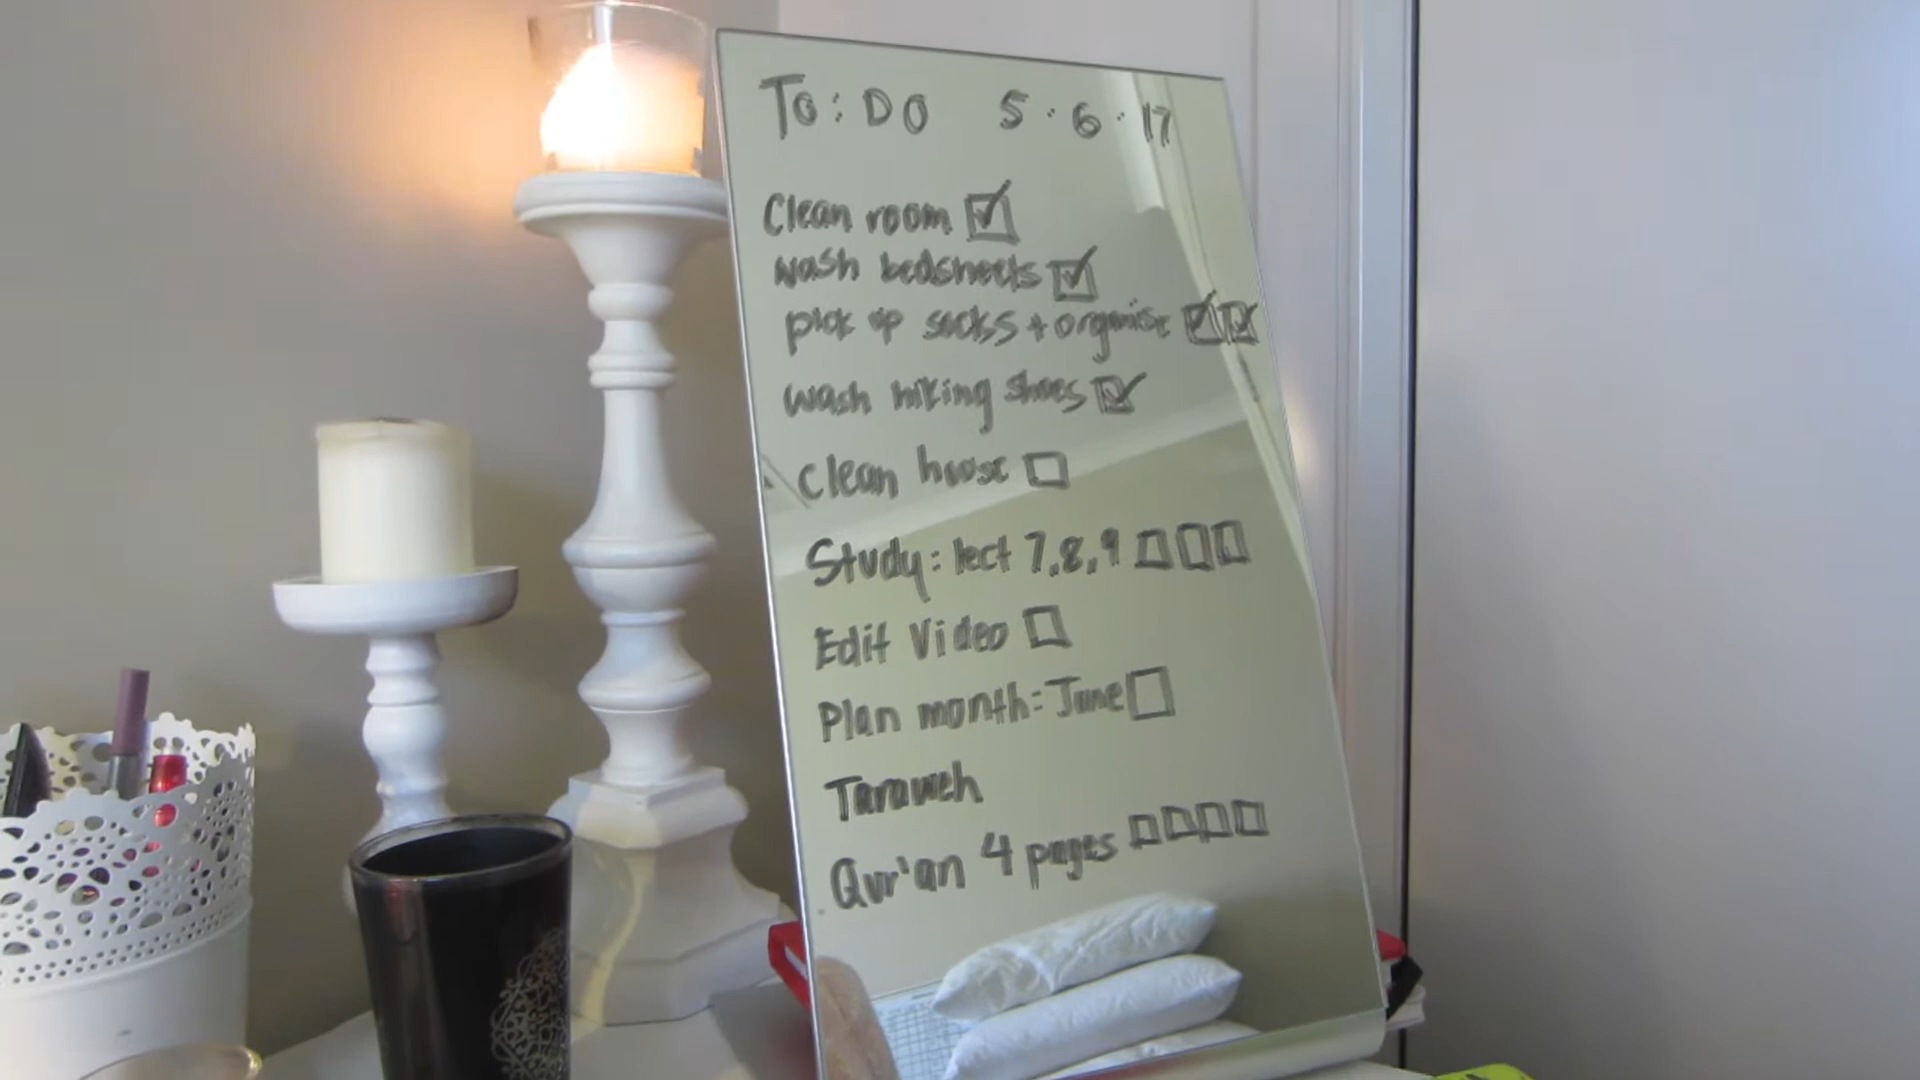 To: DO 5.6.17
Clean room ☑
wash bedsheets ☑
pick up socks + organise ☑☑
wash hiking shoes ☑
clean house ☐
Study: lect 7,8,9 ☐☐☐
Edit Video ☐
Plan month: June ☐
Taraweh
Qur'an 4 pages ☐☐☐☐